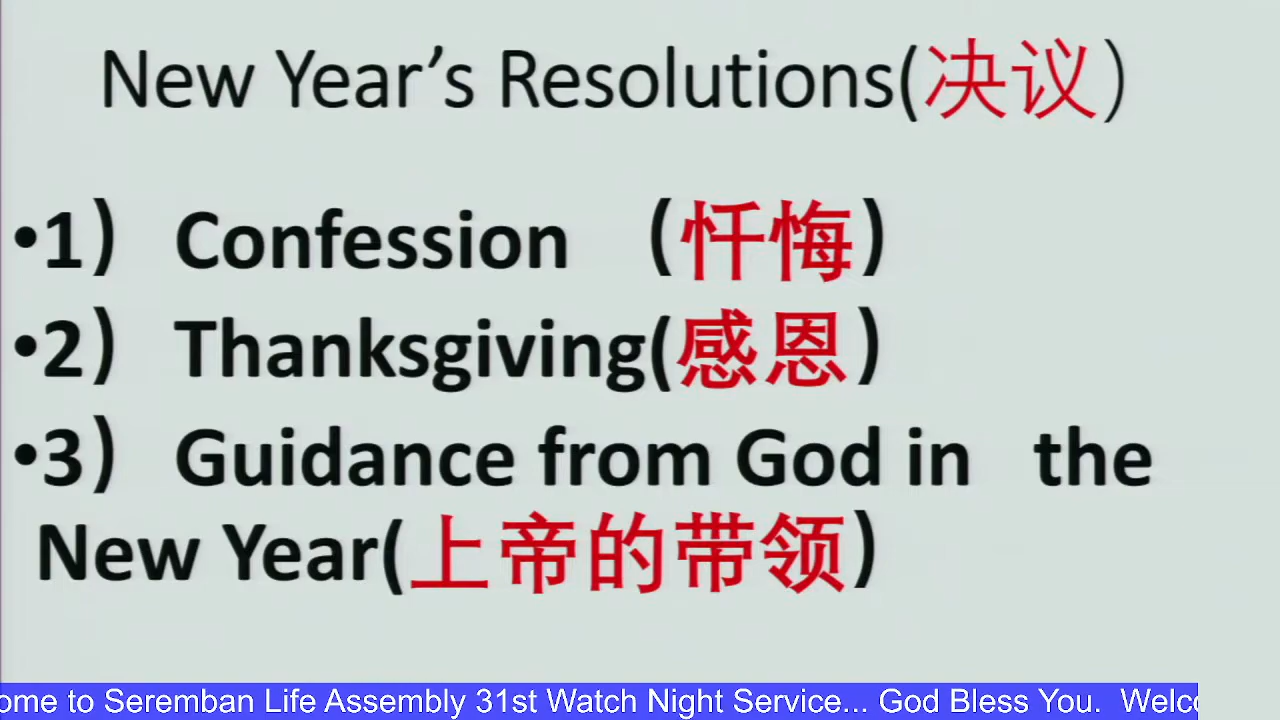 New Year’s Resolutions(决议)
•1) Confession (忏悔)
•2) Thanksgiving(感恩)
•3) Guidance from God in the
New Year(上帝的带领)
ome to Seremban Life Assembly 31st Watch Night Service... God Bless You. Welc